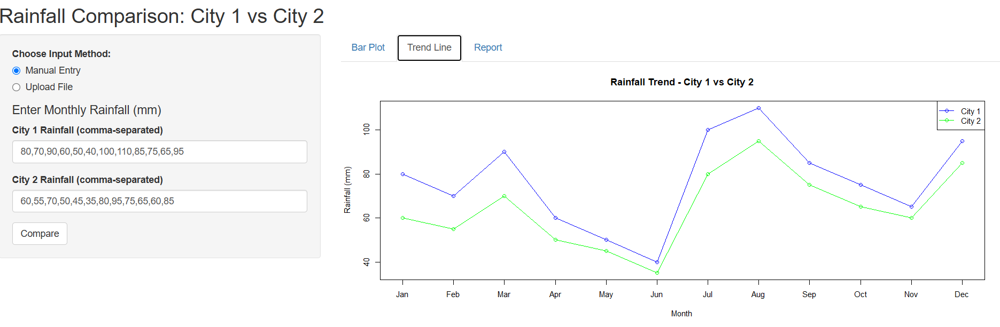 Rainfall Comparison: City 1 vs City 2
Choose Input Method:
Manual Entry
Upload File
Enter Monthly Rainfall (mm)
City 1 Rainfall (comma-separated)
80,70,90,60,50,40,100,110,85,75,65,95
City 2 Rainfall (comma-separated)
60,55,70,50,45,35,80,95,75,65,60,85
Compare
Bar Plot Trend Line Report
Rainfall Trend - City 1 vs City 2
City 1
City 2
Rainfall (mm)
100
80
60
40
Jan Feb Mar Apr May Jun Jul Aug Sep Oct Nov Dec
Month